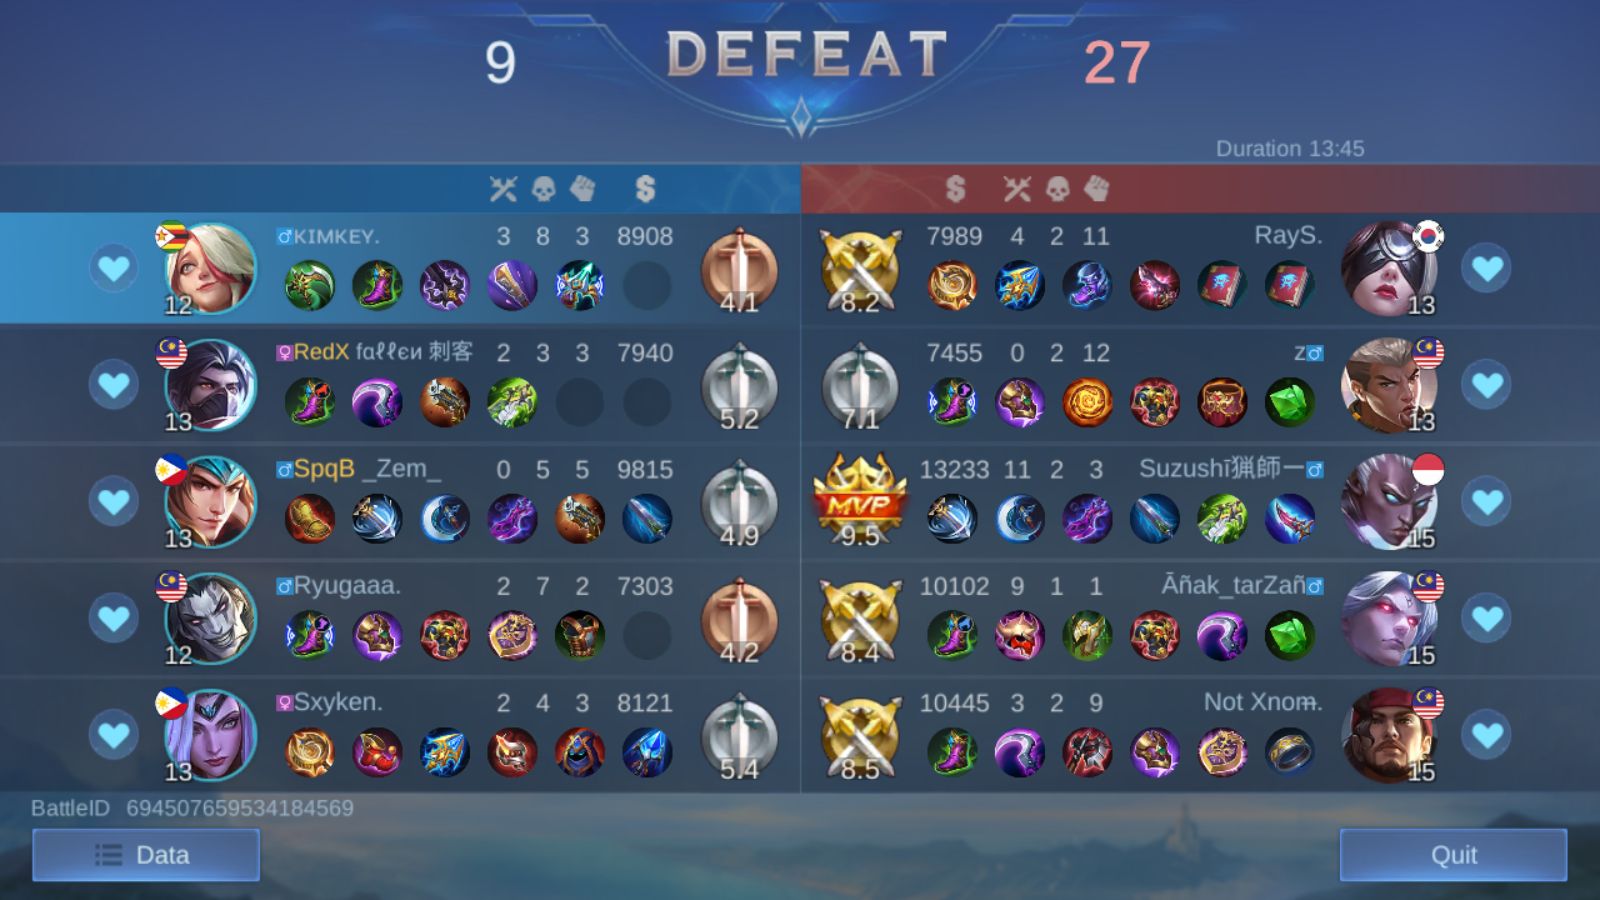 9 DEFEAT 27
Duration 13:45
KIMKEY. 3 8 3 8908
12 4.1
7989 4 2 11 RayS.
8.2 13
RedX fαℓℓєи 刺客 2 3 3 7940
13 5.2
7455 0 2 12 z
7.1 13
SpqB _Zem_ 0 5 5 9815
13 4.9
13233 11 2 3 Suzushī猟師一
MVP
9.5 15
Ryugaaa. 2 7 2 7303
12 4.2
10102 9 1 1 Āñak_tarZañ
8.4 15
Sxyken. 2 4 3 8121
13 5.4
10445 3 2 9 Not Xnom.
8.5 15
BattleID 694507659534184569
Data
Quit